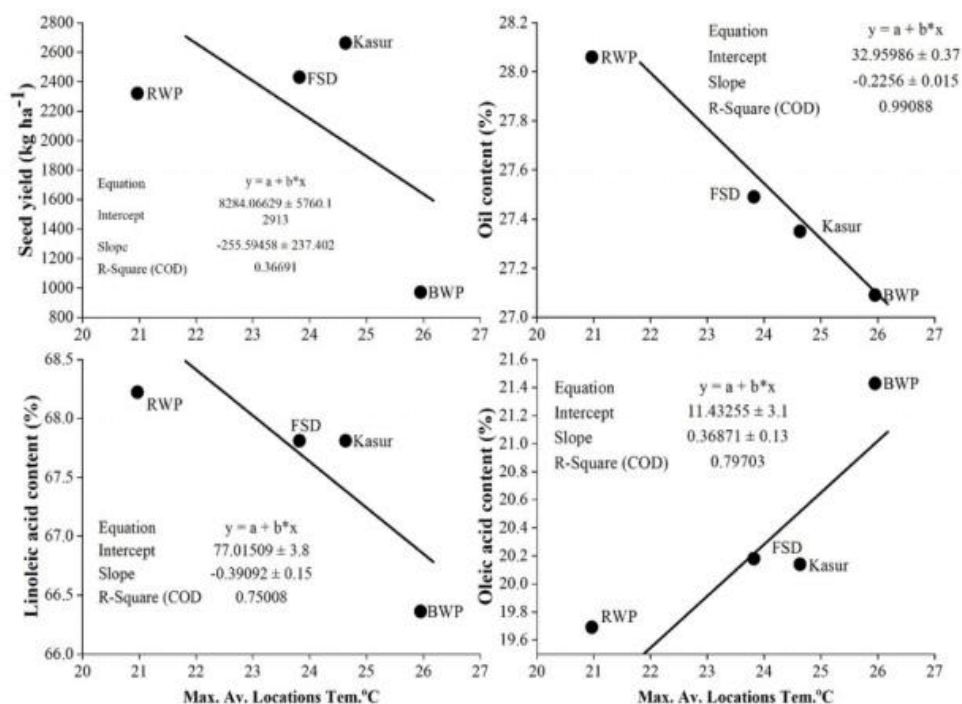 Seed yield (kg ha⁻¹)
2800
2600
2400
2200
2000
1800
1600
1400
1200
1000
800
RWP
FSD
Kasur
BWP
Equation y = a + b*x
Intercept 8284.06629 ± 5760.1
2913
Slope -255.59458 ± 237.402
R-Square (COD) 0.36691
20 21 22 23 24 25 26 27
Oil content (%)
28.2
28.0
27.8
27.6
27.4
27.2
27.0
Equation y = a + b*x
Intercept 32.95986 ± 0.37
Slope -0.2256 ± 0.015
R-Square (COD) 0.99088
RWP
FSD
Kasur
BWP
20 21 22 23 24 25 26 27
Linoleic acid content (%)
68.5
68.0
67.5
67.0
66.5
66.0
RWP
FSD
Kasur
BWP
Equation y = a + b*x
Intercept 77.01509 ± 3.8
Slope -0.39092 ± 0.15
R-Square (COD 0.75008
20 21 22 23 24 25 26 27
Max. Av. Locations Tem.°C
Oleic acid content (%)
21.6
21.4
21.2
21.0
20.8
20.6
20.4
20.2
20.0
19.8
19.6
Equation y = a + b*x
Intercept 11.43255 ± 3.1
Slope 0.36871 ± 0.13
R-Square (COD) 0.79703
BWP
FSD
Kasur
RWP
20 21 22 23 24 25 26 27
Max. Av. Locations Tem.°C